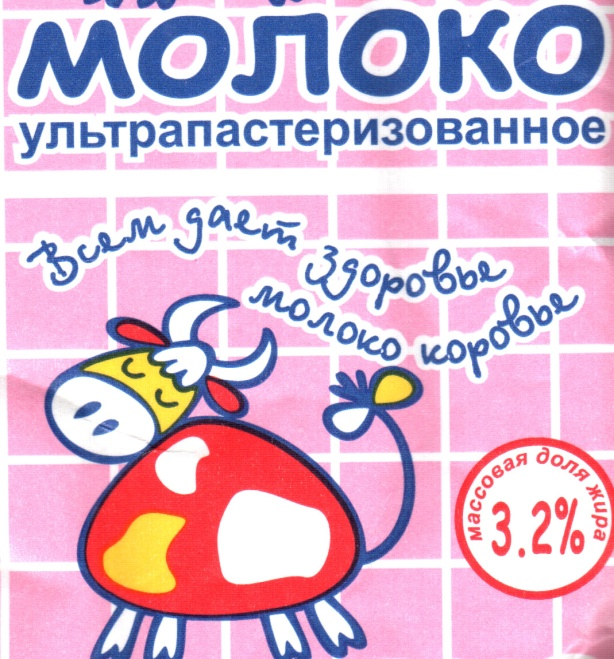 МОЛОКО
ультрапастеризованное
Всем дает здоровье
молоко коровье
массовая доля жира
3.2%